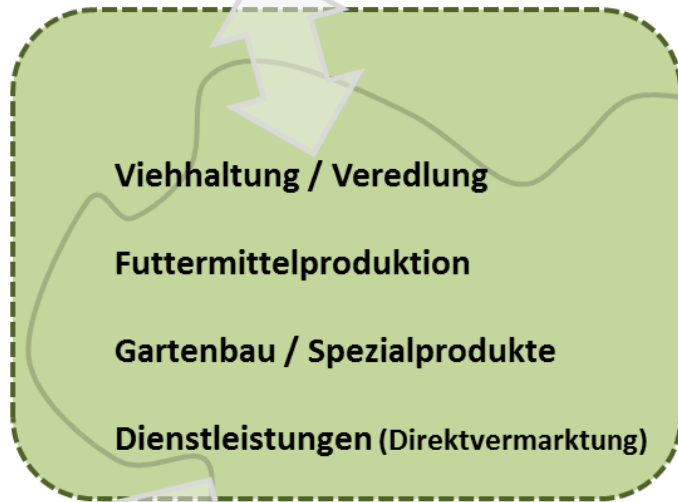 Viehhaltung / Veredlung
Futtermittelproduktion
Gartenbau / Spezialprodukte
Dienstleistungen (Direktvermarktung)